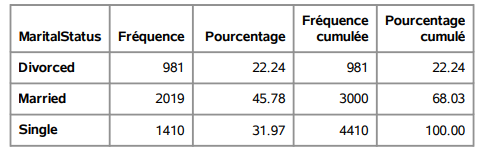 MaritalStatus Fréquence Pourcentage Fréquence cumulée Pourcentage cumulé
Divorced 981 22.24 981 22.24
Married 2019 45.78 3000 68.03
Single 1410 31.97 4410 100.00